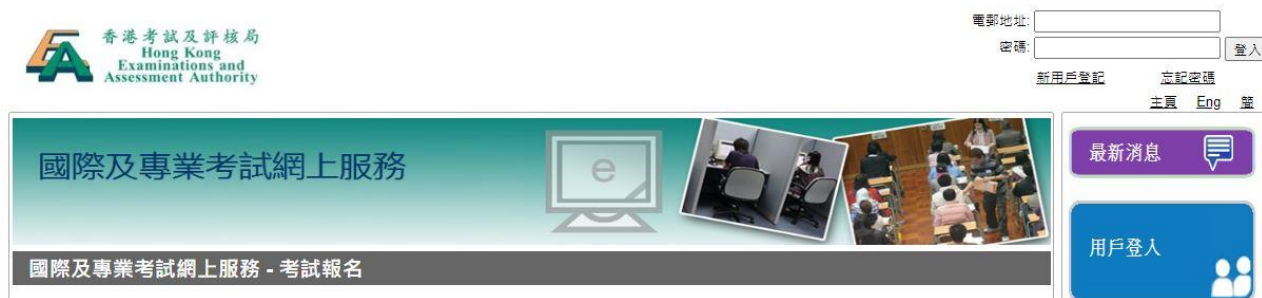 香港考試及評核局
Hong Kong
Examinations and
Assessment Authority
電郵地址:
密碼:
登入
新用戶登記 忘記密碼
主頁 Eng 簡
國際及專業考試網上服務
e
最新消息
用戶登入
國際及專業考試網上服務 - 考試報名